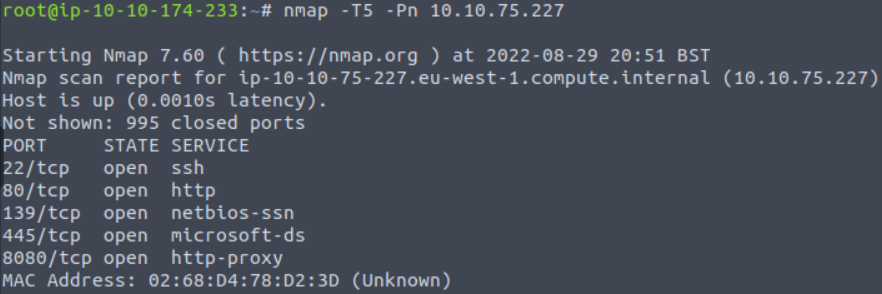 root@ip-10-10-174-233:~# nmap -T5 -Pn 10.10.75.227
Starting Nmap 7.60 ( https://nmap.org ) at 2022-08-29 20:51 BST
Nmap scan report for ip-10-10-75-227.eu-west-1.compute.internal (10.10.75.227)
Host is up (0.0010s latency).
Not shown: 995 closed ports
PORT     STATE SERVICE
22/tcp   open  ssh
80/tcp   open  http
139/tcp  open  netbios-ssn
445/tcp  open  microsoft-ds
8080/tcp open  http-proxy
MAC Address: 02:68:D4:78:D2:3D (Unknown)